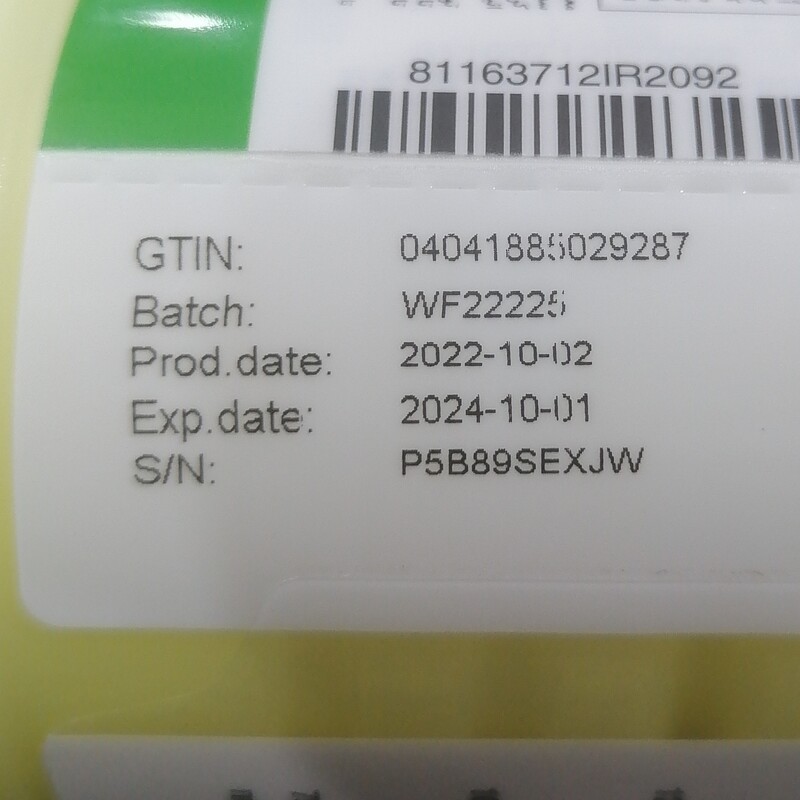 81163712IR2092
GTIN: 04041885029287
Batch: WF22225
Prod.date: 2022-10-02
Exp.date: 2024-10-01
S/N: P5B89SEXJW